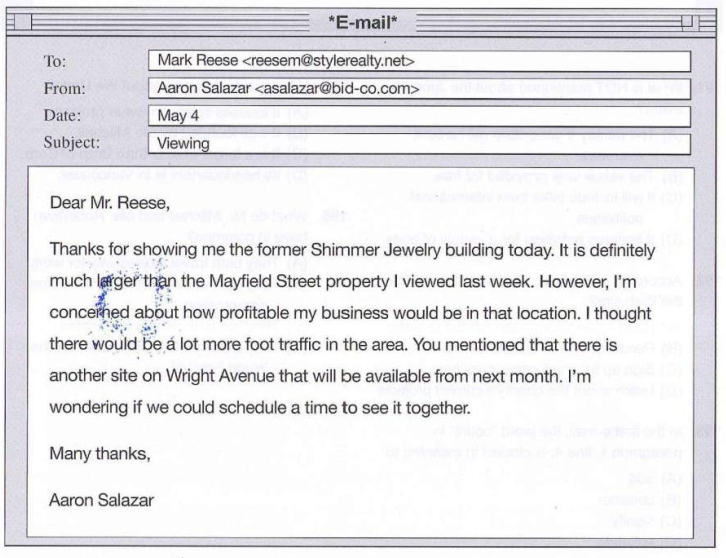 *E-mail*
To: Mark Reese <reesem@stylerealty.net>
From: Aaron Salazar <asalazar@bid-co.com>
Date: May 4
Subject: Viewing
Dear Mr. Reese,
Thanks for showing me the former Shimmer Jewelry building today. It is definitely
much larger than the Mayfield Street property I viewed last week. However, I'm
concerned about how profitable my business would be in that location. I thought
there would be a lot more foot traffic in the area. You mentioned that there is
another site on Wright Avenue that will be available from next month. I'm
wondering if we could schedule a time to see it together.
Many thanks,
Aaron Salazar